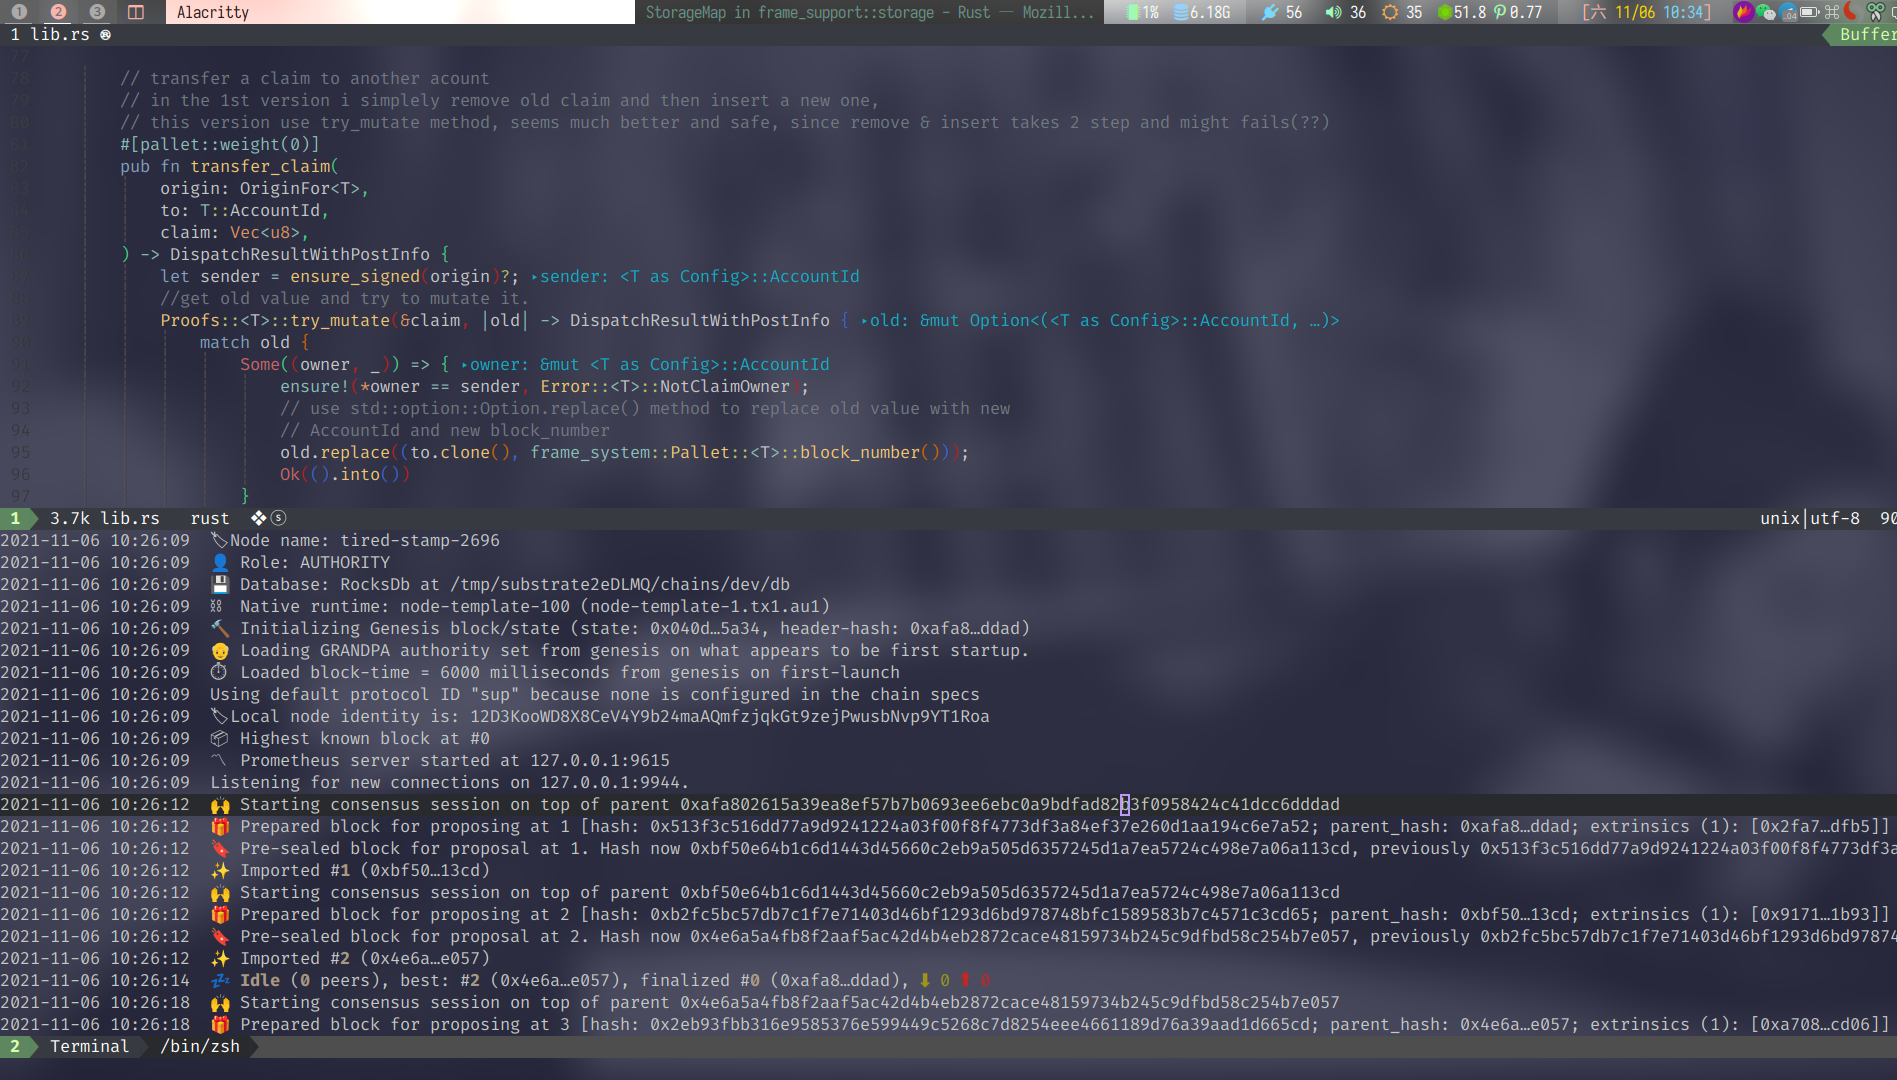 1 2 3 Alacritty StorageMap in frame_support::storage - Rust — Mozill... 1% 6.18G 56 36 35 51.8 0.77 [六 11/06 10:34]
1 lib.rs Buffer
77
78 // transfer a claim to another acount
79 // in the 1st version i simplely remove old claim and then insert a new one,
80 // this version use try_mutate method, seems much better and safe, since remove & insert takes 2 step and might fails(??)
81 #[pallet::weight(0)]
82 pub fn transfer_claim(
83 origin: OriginFor<T>,
84 to: T::AccountId,
85 claim: Vec<u8>,
86 ) -> DispatchResultWithPostInfo {
87 let sender = ensure_signed(origin)?; ‣sender: <T as Config>::AccountId
88 //get old value and try to mutate it.
89 Proofs::<T>::try_mutate(&claim, |old| -> DispatchResultWithPostInfo { ‣old: &mut Option<(<T as Config>::AccountId, …)>
90 match old {
91 Some((owner, _)) => { ‣owner: &mut <T as Config>::AccountId
92 ensure!(*owner == sender, Error::<T>::NotClaimOwner);
93 // use std::option::Option.replace() method to replace old value with new
94 // AccountId and new block_number
95 old.replace((to.clone(), frame_system::Pallet::<T>::block_number()));
96 Ok(().into())
97 }
1 3.7k lib.rs rust ❖ⓢ unix|utf-8 90
2021-11-06 10:26:09 🏷Node name: tired-stamp-2696
2021-11-06 10:26:09 👤 Role: AUTHORITY
2021-11-06 10:26:09 💾 Database: RocksDb at /tmp/substrate2eDLMQ/chains/dev/db
2021-11-06 10:26:09 ⛓ Native runtime: node-template-100 (node-template-1.tx1.au1)
2021-11-06 10:26:09 🔨 Initializing Genesis block/state (state: 0x040d…5a34, header-hash: 0xafa8…ddad)
2021-11-06 10:26:09 👴 Loading GRANDPA authority set from genesis on what appears to be first startup.
2021-11-06 10:26:09 ⏱ Loaded block-time = 6000 milliseconds from genesis on first-launch
2021-11-06 10:26:09 Using default protocol ID "sup" because none is configured in the chain specs
2021-11-06 10:26:09 🏷Local node identity is: 12D3KooWD8X8CeV4Y9b24maAQmfzjqkGt9zejPwusbNvp9YT1Roa
2021-11-06 10:26:09 📦 Highest known block at #0
2021-11-06 10:26:09 〽 Prometheus server started at 127.0.0.1:9615
2021-11-06 10:26:09 Listening for new connections on 127.0.0.1:9944.
2021-11-06 10:26:12 🙌 Starting consensus session on top of parent 0xafa802615a39ea8ef57b7b0693ee6ebc0a9bdfad82b3f0958424c41dcc6dddad
2021-11-06 10:26:12 🎁 Prepared block for proposing at 1 [hash: 0x513f3c516dd77a9d9241224a03f00f8f4773df3a84ef37e260d1aa194c6e7a52; parent_hash: 0xafa8…ddad; extrinsics (1): [0x2fa7…dfb5]]
2021-11-06 10:26:12 🔖 Pre-sealed block for proposal at 1. Hash now 0xbf50e64b1c6d1443d45660c2eb9a505d6357245d1a7ea5724c498e7a06a113cd, previously 0x513f3c516dd77a9d9241224a03f00f8f4773df3a
2021-11-06 10:26:12 ✨ Imported #1 (0xbf50…13cd)
2021-11-06 10:26:12 🙌 Starting consensus session on top of parent 0xbf50e64b1c6d1443d45660c2eb9a505d6357245d1a7ea5724c498e7a06a113cd
2021-11-06 10:26:12 🎁 Prepared block for proposing at 2 [hash: 0xb2fc5bc57db7c1f7e71403d46bf1293d6bd978748bfc1589583b7c4571c3cd65; parent_hash: 0xbf50…13cd; extrinsics (1): [0x9171…1b93]]
2021-11-06 10:26:12 🔖 Pre-sealed block for proposal at 2. Hash now 0x4e6a5a4fb8f2aaf5ac42d4b4eb2872cace48159734b245c9dfbd58c254b7e057, previously 0xb2fc5bc57db7c1f7e71403d46bf1293d6bd97874
2021-11-06 10:26:12 ✨ Imported #2 (0x4e6a…e057)
2021-11-06 10:26:14 💤 Idle (0 peers), best: #2 (0x4e6a…e057), finalized #0 (0xafa8…ddad), ⬇ 0 ⬆ 0
2021-11-06 10:26:18 🙌 Starting consensus session on top of parent 0x4e6a5a4fb8f2aaf5ac42d4b4eb2872cace48159734b245c9dfbd58c254b7e057
2021-11-06 10:26:18 🎁 Prepared block for proposing at 3 [hash: 0x2eb93fbb316e9585376e599449c5268c7d8254eee4661189d76a39aad1d665cd; parent_hash: 0x4e6a…e057; extrinsics (1): [0xa708…cd06]]
2 Terminal /bin/zsh